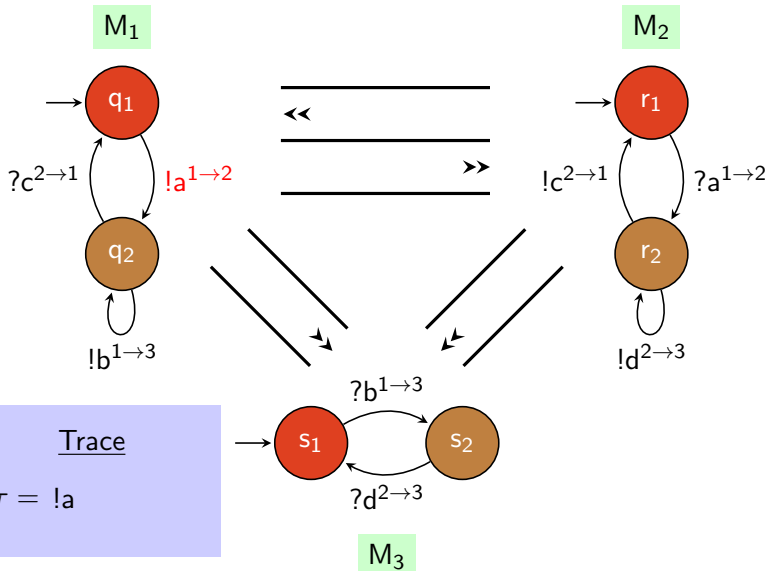 M₁
M₂
q₁
r₁
?c²→¹
!a¹→²
!c²→¹
?a¹→²
q₂
r₂
!b¹→³
!d²→³
?b¹→³
s₁
s₂
?d²→³
Trace
= !a
M₃